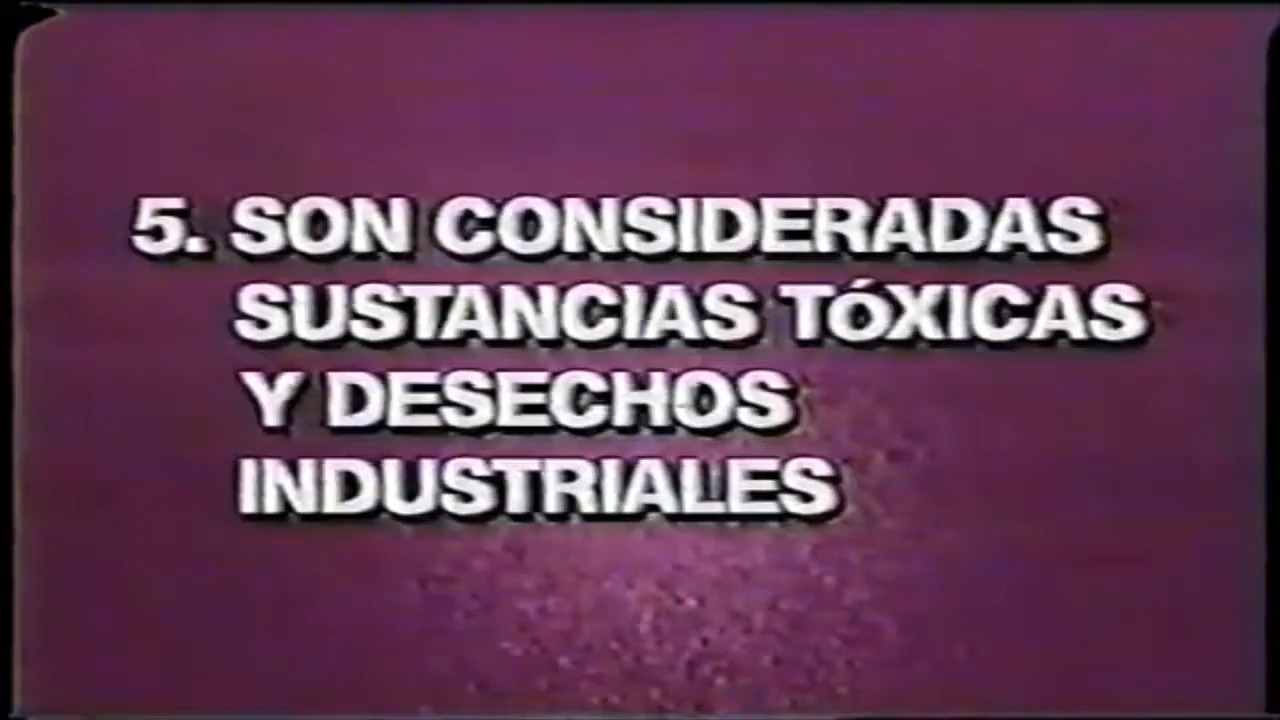 5. SON CONSIDERADAS
SUSTANCIAS TóXICAS
Y DESECHOS
INDUSTRIALES